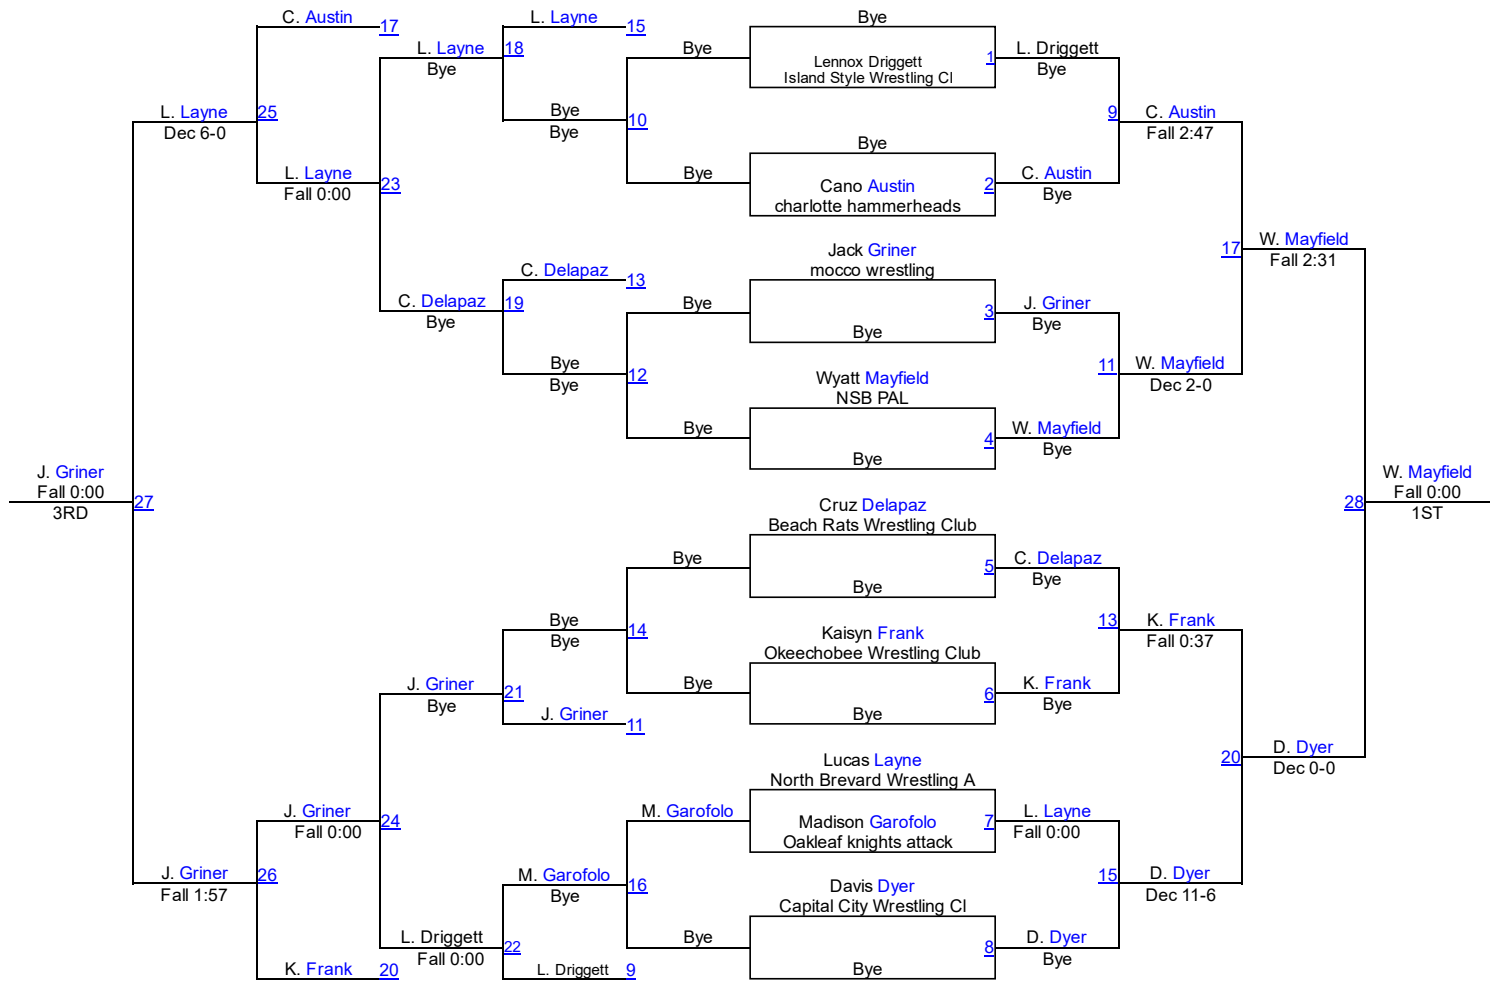 C. Austin
17
L. Layne
15
Bye
L. Layne
Bye
18
Bye
Lennox Driggett
Island Style Wrestling Cl
1
L. Driggett
Bye
L. Layne
Dec 6-0
25
Bye
Bye
10
9
C. Austin
Fall 2:47
Bye
L. Layne
Fall 0:00
23
Bye
Cano Austin
charlotte hammerheads
2
C. Austin
Bye
Jack Griner
mocco wrestling
17
W. Mayfield
Fall 2:31
C. Delapaz
13
C. Delapaz
Bye
19
Bye
Bye
3
J. Griner
Bye
Bye
Bye
12
Wyatt Mayfield
NSB PAL
11
W. Mayfield
Dec 2-0
Bye
Bye
4
W. Mayfield
Bye
J. Griner
Fall 0:00
3RD
27
W. Mayfield
Fall 0:00
1ST
28
Cruz Delapaz
Beach Rats Wrestling Club
Bye
Bye
5
C. Delapaz
Bye
Bye
Bye
14
Kaisyn Frank
Okeechobee Wrestling Club
13
K. Frank
Fall 0:37
J. Griner
Bye
21
Bye
Bye
6
K. Frank
Bye
J. Griner
11
Lucas Layne
North Brevard Wrestling A
20
D. Dyer
Dec 0-0
J. Griner
Fall 0:00
24
M. Garofolo
Madison Garofolo
Oakleaf knights attack
7
L. Layne
Fall 0:00
J. Griner
Fall 1:57
26
M. Garofolo
Bye
16
Davis Dyer
Capital City Wrestling Cl
15
D. Dyer
Dec 11-6
L. Driggett
Fall 0:00
22
Bye
Bye
8
D. Dyer
Bye
K. Frank
20
L. Driggett
9